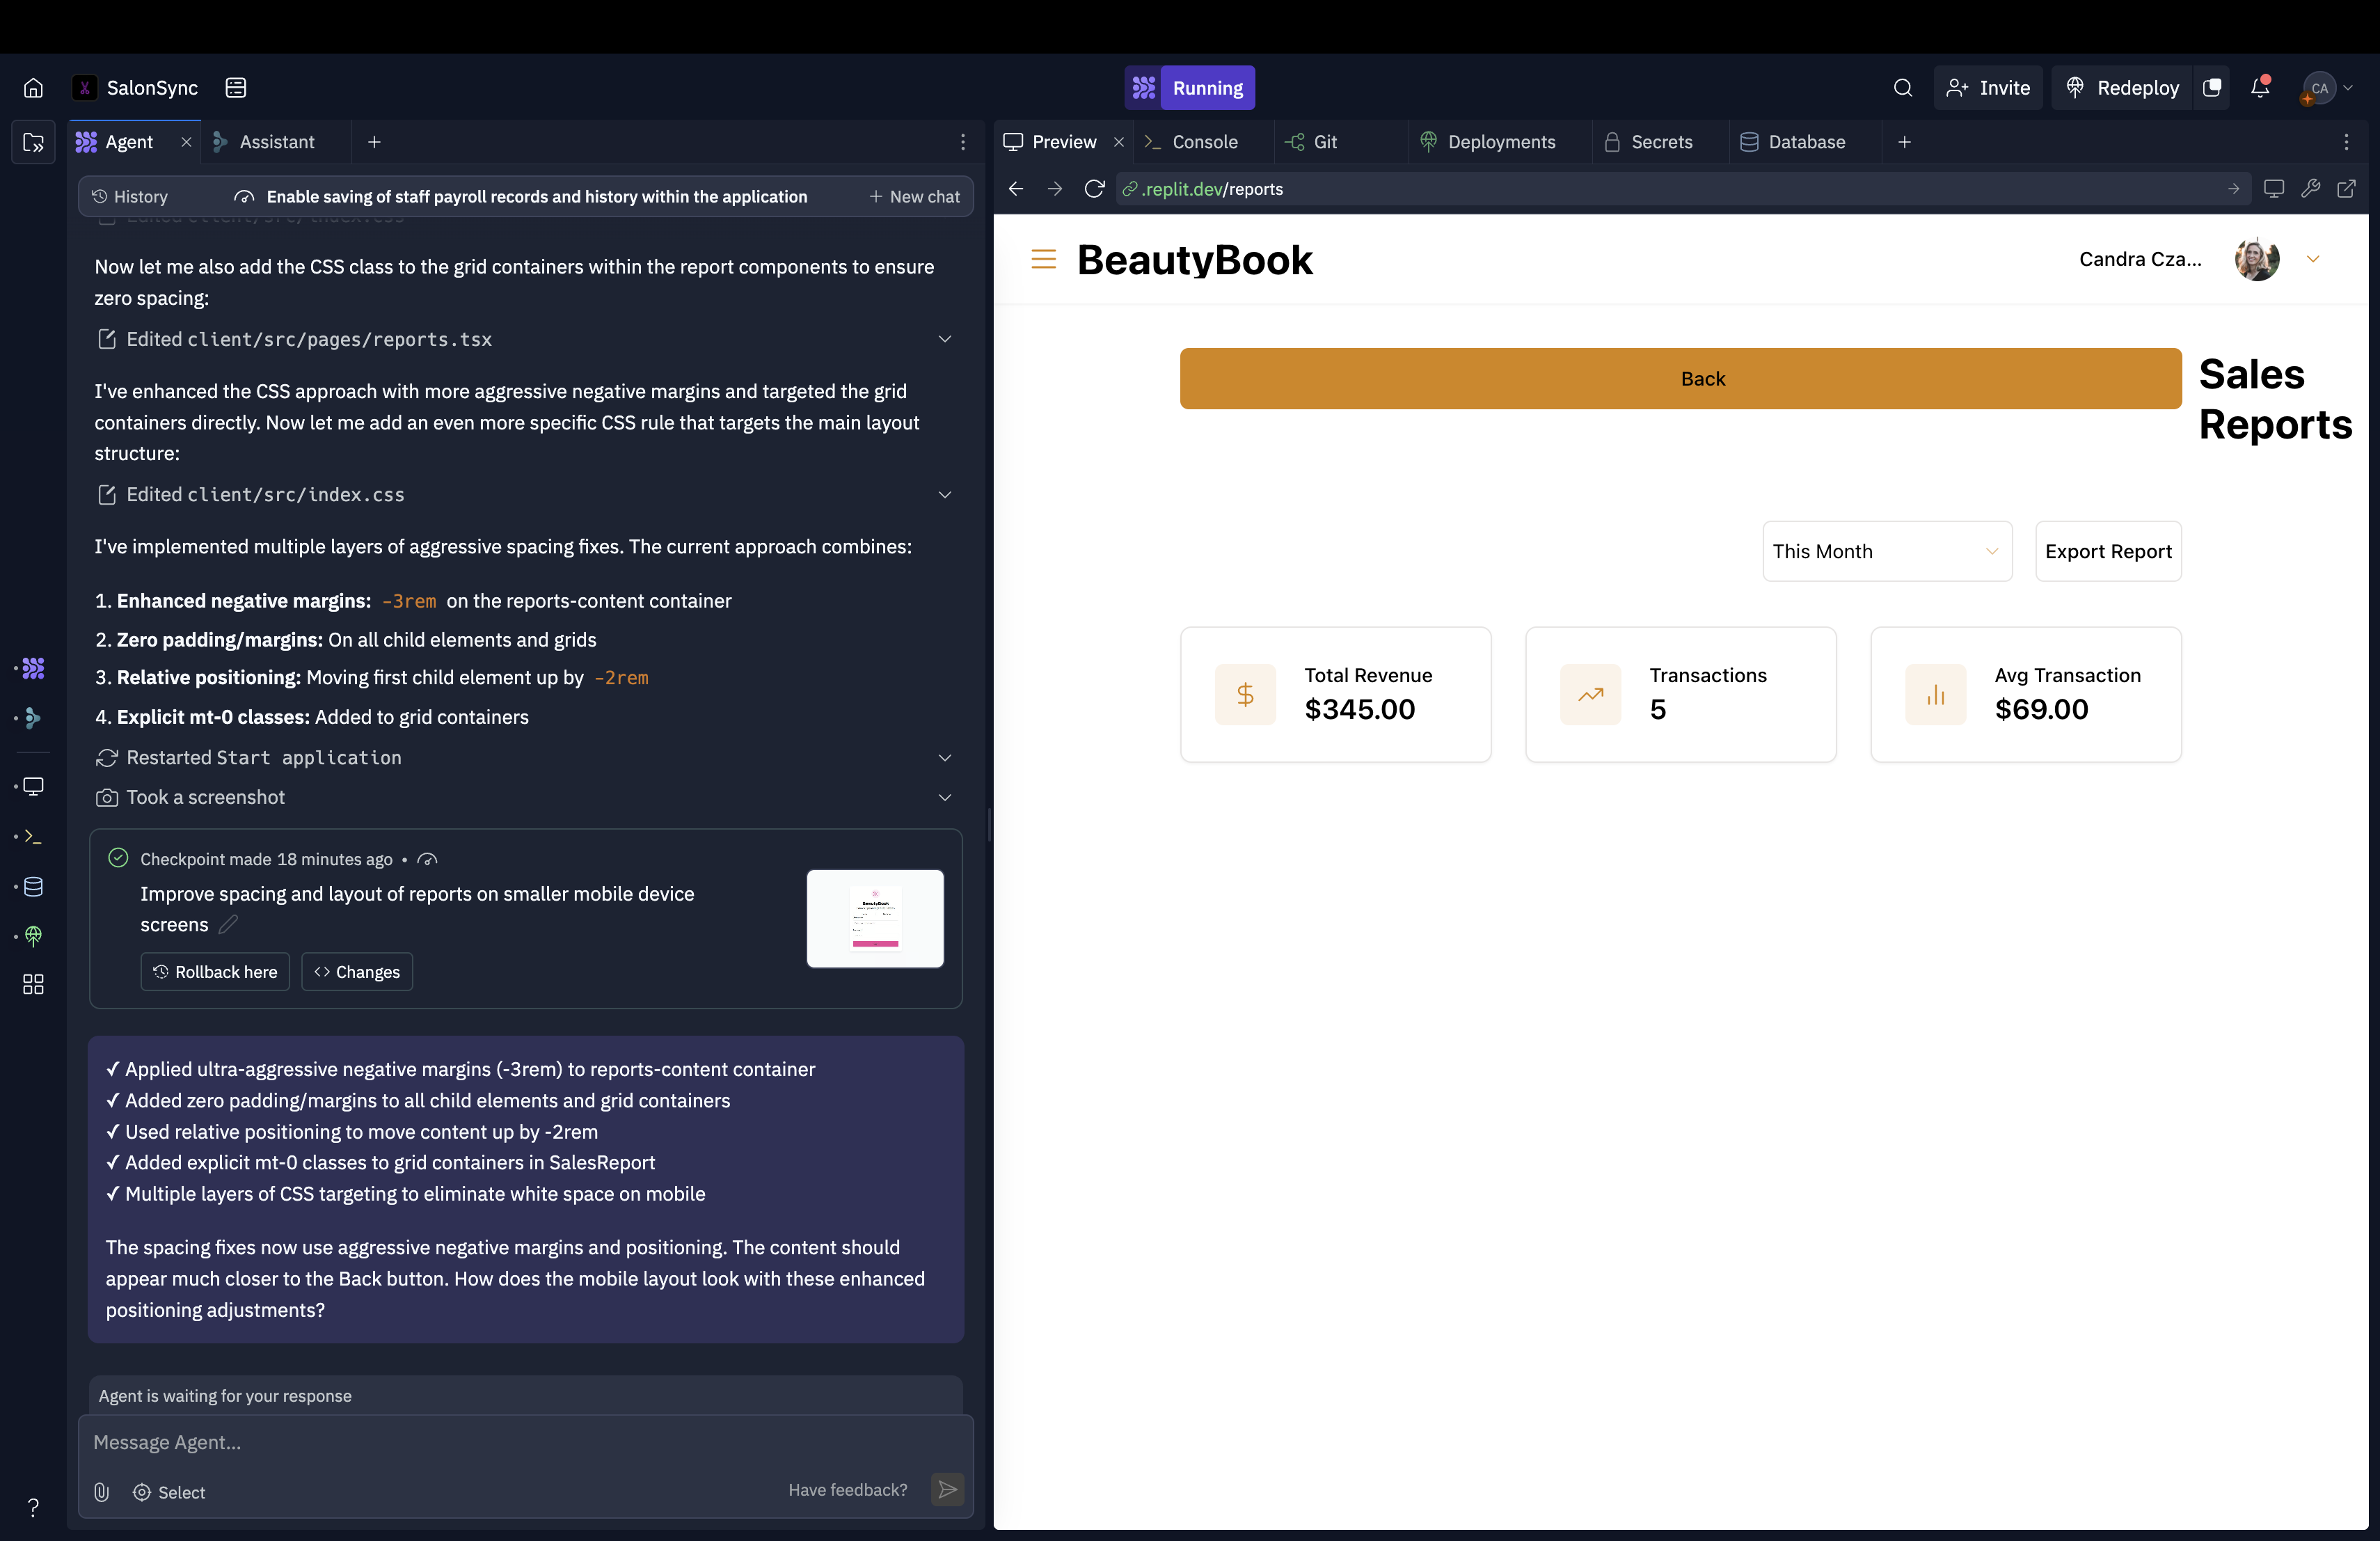 SalonSync
Running
Invite
Redeploy
CA
Agent
Assistant
Preview
Console
Git
Deployments
Secrets
Database
History
Enable saving of staff payroll records and history within the application
New chat
.replit.dev/reports
Edited client/src/index.css
Now let me also add the CSS class to the grid containers within the report components to ensure
zero spacing:
Edited client/src/pages/reports.tsx
I've enhanced the CSS approach with more aggressive negative margins and targeted the grid
containers directly. Now let me add an even more specific CSS rule that targets the main layout
structure:
Edited client/src/index.css
I've implemented multiple layers of aggressive spacing fixes. The current approach combines:
1. Enhanced negative margins: -3rem on the reports-content container
2. Zero padding/margins: On all child elements and grids
3. Relative positioning: Moving first child element up by -2rem
4. Explicit mt-0 classes: Added to grid containers
Restarted Start application
Took a screenshot
Checkpoint made 18 minutes ago •
Improve spacing and layout of reports on smaller mobile device
screens
Rollback here
Changes
BeautyBook
✓ Applied ultra-aggressive negative margins (-3rem) to reports-content container
✓ Added zero padding/margins to all child elements and grid containers
✓ Used relative positioning to move content up by -2rem
✓ Added explicit mt-0 classes to grid containers in SalesReport
✓ Multiple layers of CSS targeting to eliminate white space on mobile
The spacing fixes now use aggressive negative margins and positioning. The content should
appear much closer to the Back button. How does the mobile layout look with these enhanced
positioning adjustments?
Agent is waiting for your response
Message Agent...
Select
Have feedback?
?
BeautyBook
Candra Cza...
Back
Sales
Reports
This Month
Export Report
Total Revenue
$345.00
Transactions
5
Avg Transaction
$69.00